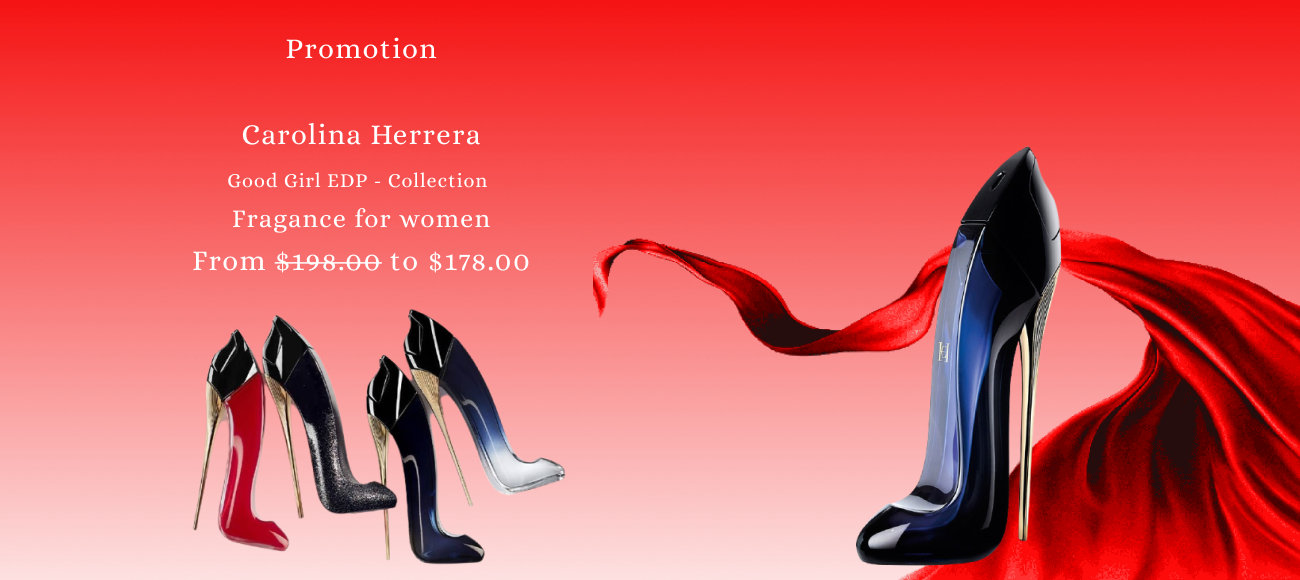 Promotion
Carolina Herrera
Good Girl EDP - Collection
Fragance for women
From $198.00 to $178.00